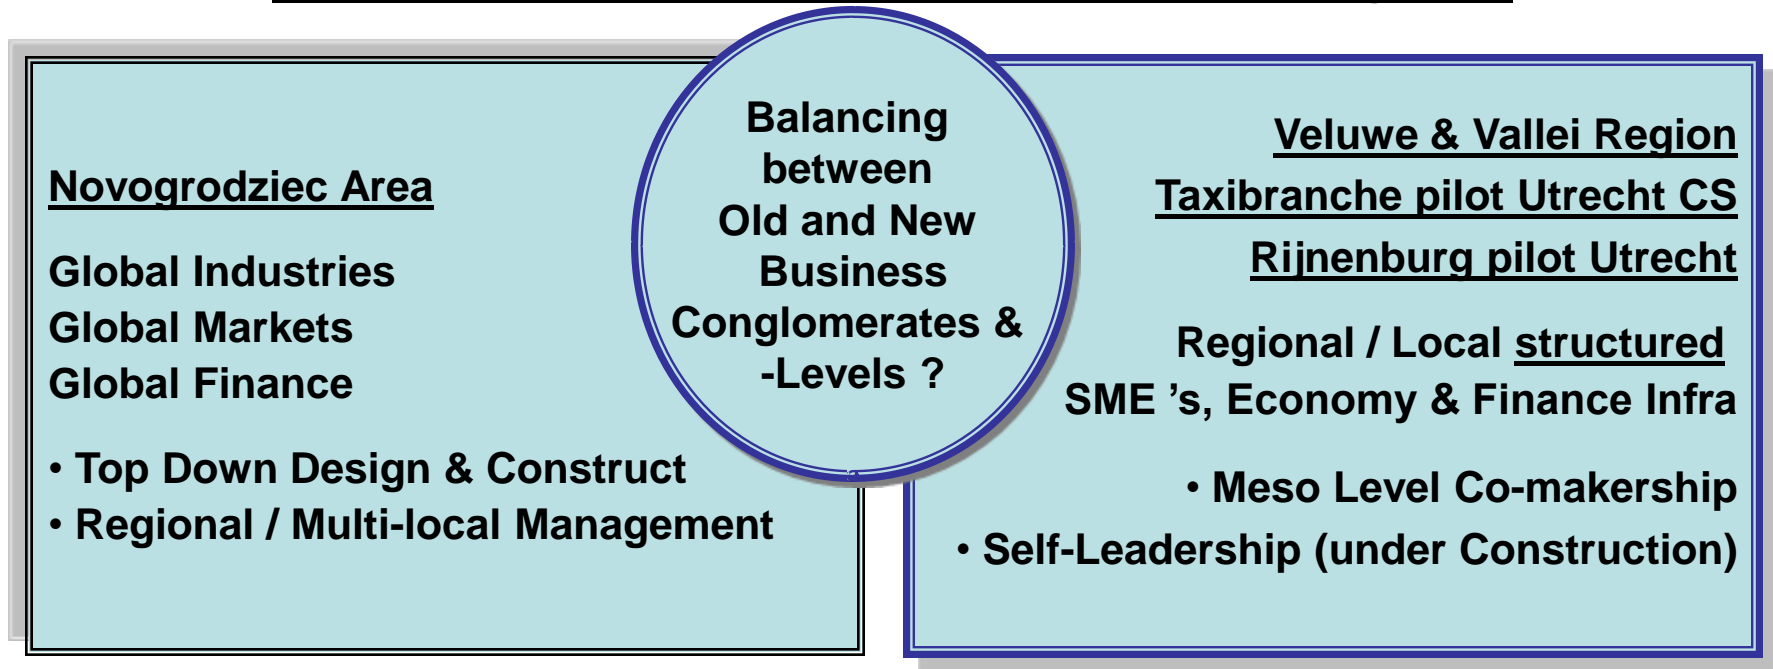 Novogrodziec Area
Global Industries
Global Markets
Global Finance
• Top Down Design & Construct
• Regional / Multi-local Management
Balancing
between
Old and New
Business
Conglomerates &
-Levels ?
Veluwe & Vallei Region
Taxibranche pilot Utrecht CS
Rijnenburg pilot Utrecht
Regional / Local structured
SME 's, Economy & Finance Infra
• Meso Level Co-makership
• Self-Leadership (under Construction)